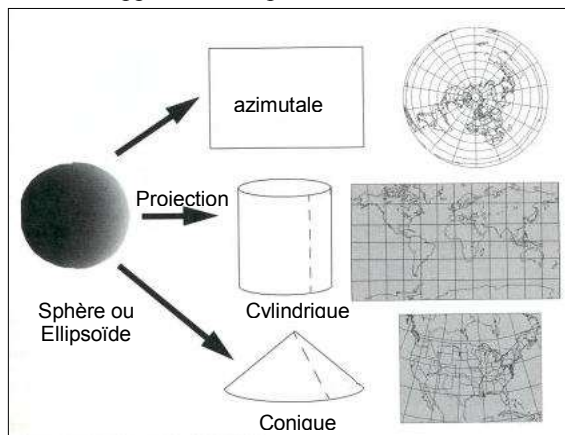 azimutale
Projection
Sphère ou
Ellipsoïde
Cylindrique
Conique